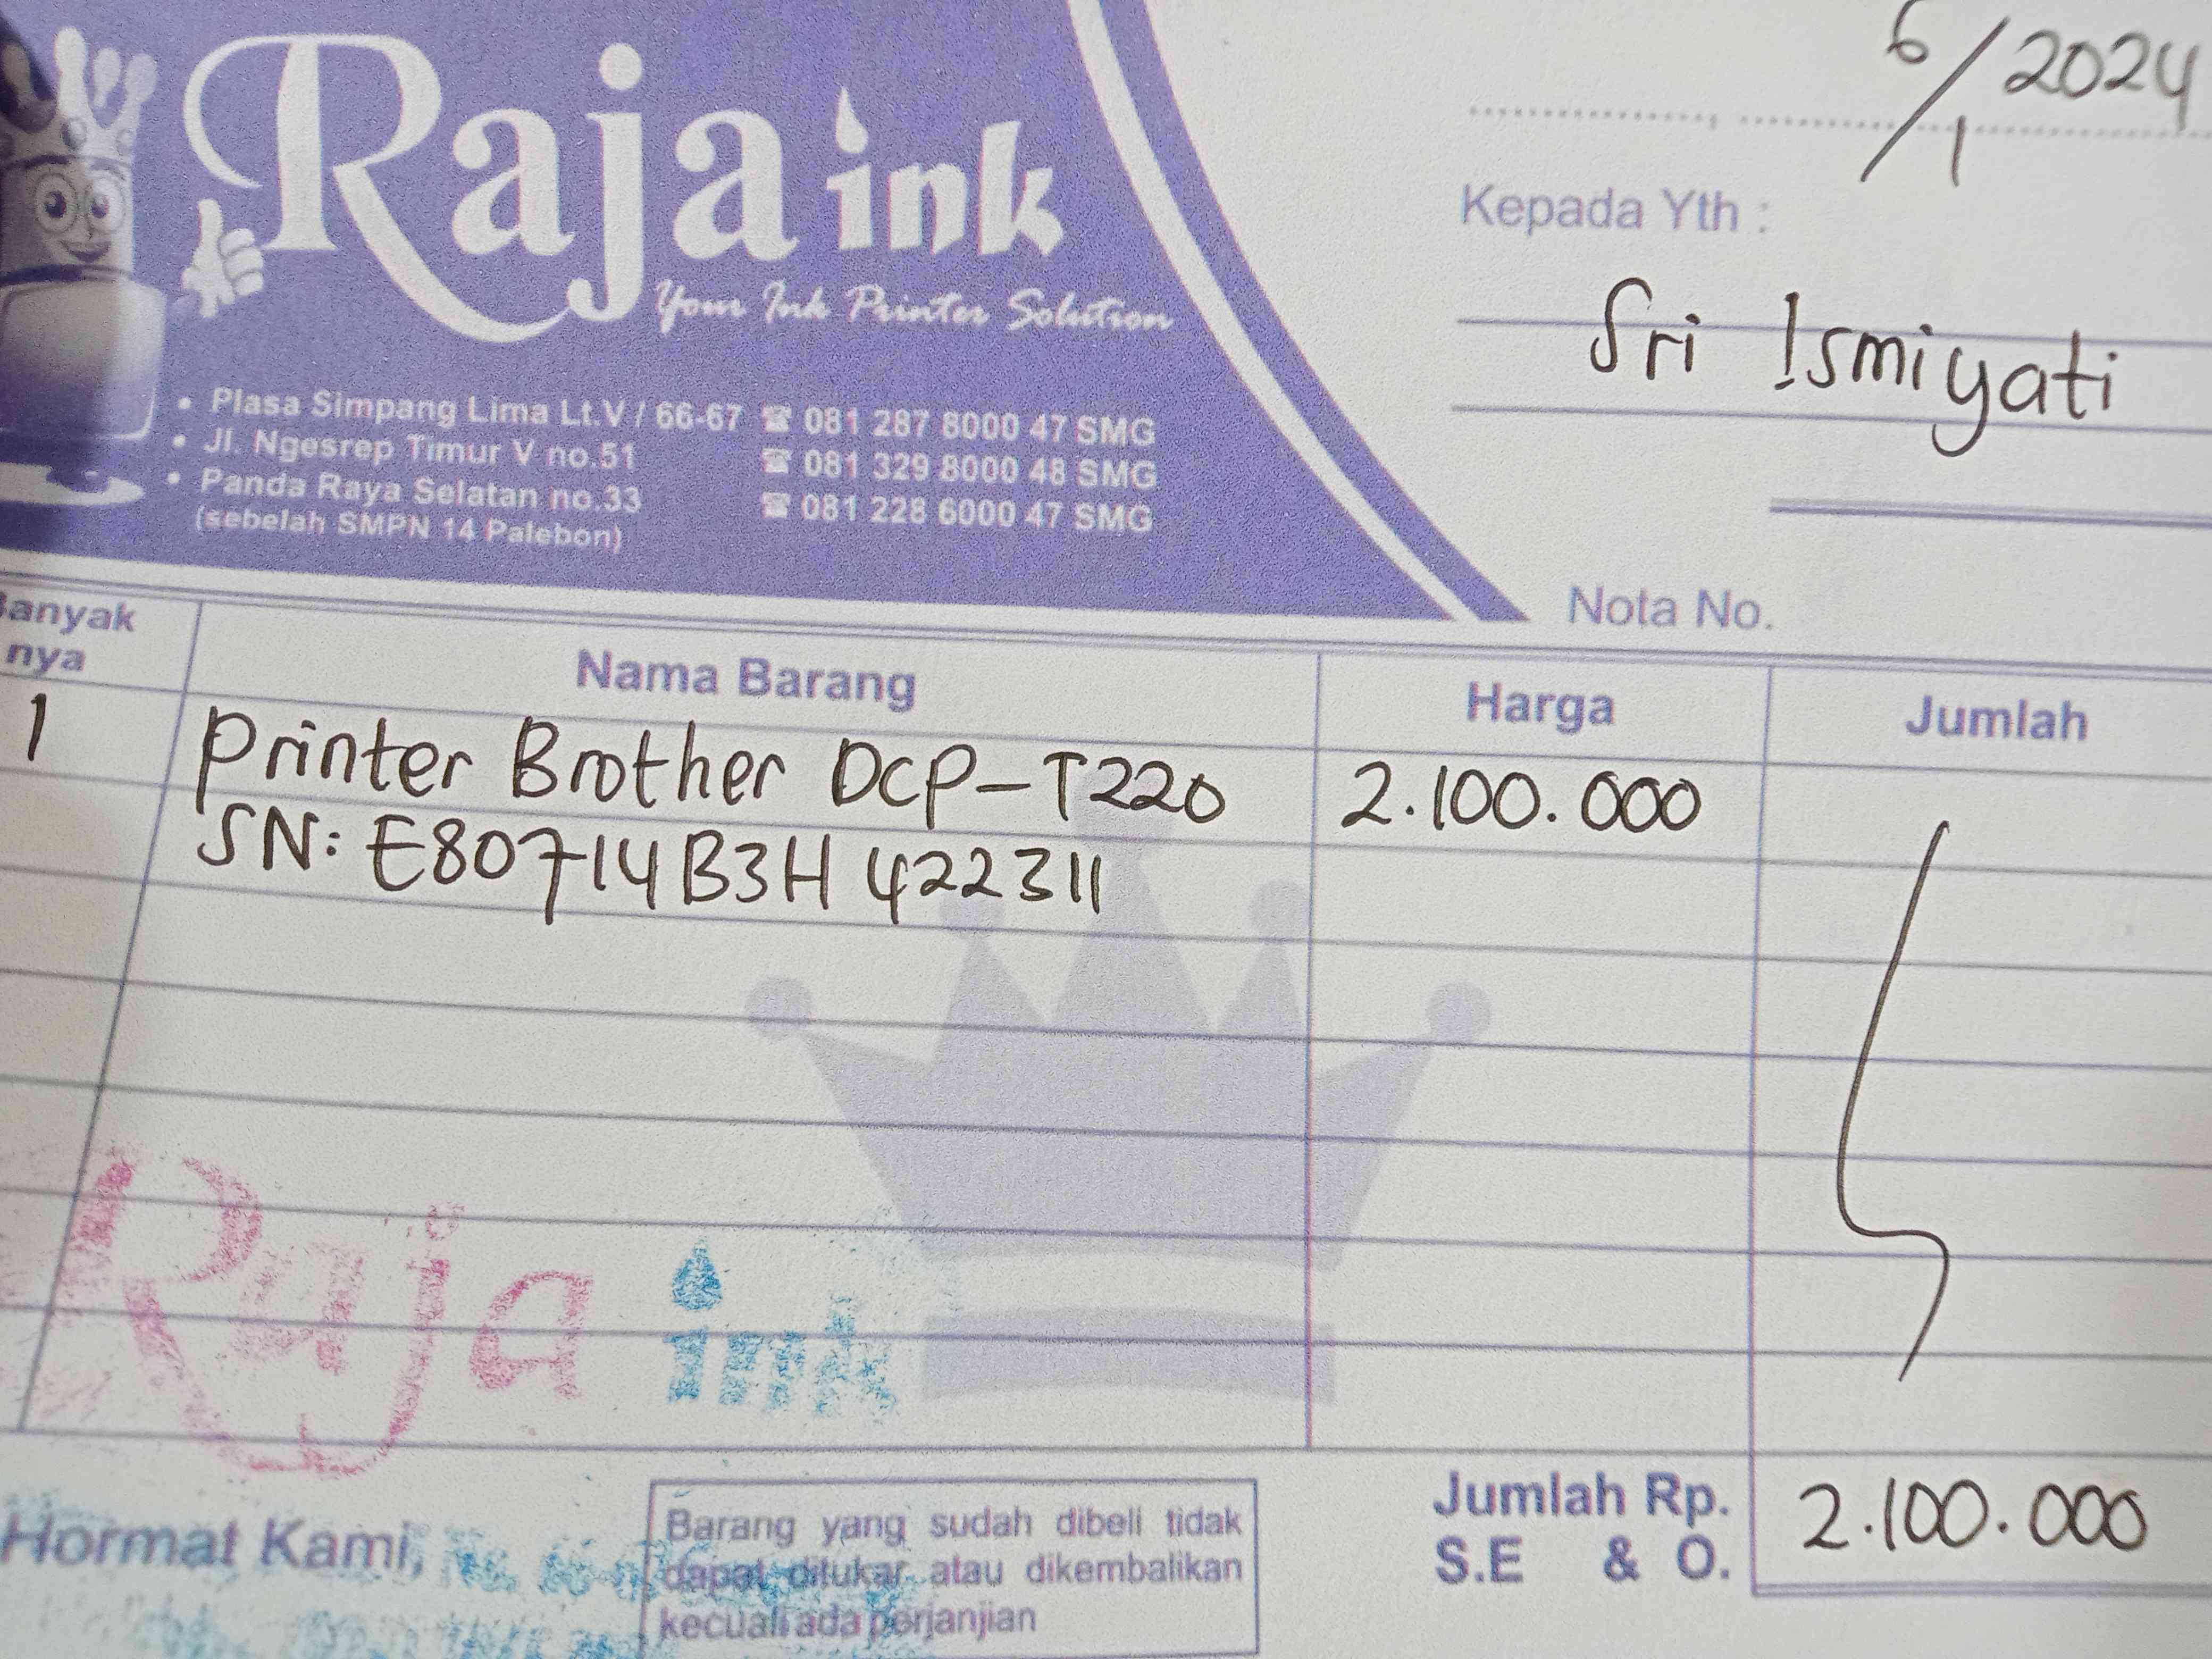 Raja ink
Your Ink Printer Solution
• Plasa Simpang Lima Lt.V / 66-67 ☎ 081 287 8000 47 SMG
• Jl. Ngesrep Timur V no.51 ☎ 081 329 8000 48 SMG
• Panda Raya Selatan no.33 ☎ 081 228 6000 47 SMG
(sebelah SMPN 14 Palebon)
6/1 2024
Kepada Yth :
Sri Ismiyati
Nota No.
Banyak nya Nama Barang Harga Jumlah
1 Printer Brother DCP-T220 2.100.000
SN: E80714B3H422311
Raja ink
Hormat Kami,
Barang yang sudah dibeli tidak
dapat ditukar atau dikembalikan
kecuali ada perjanjian
Jumlah Rp. 2.100.000
S.E & O.